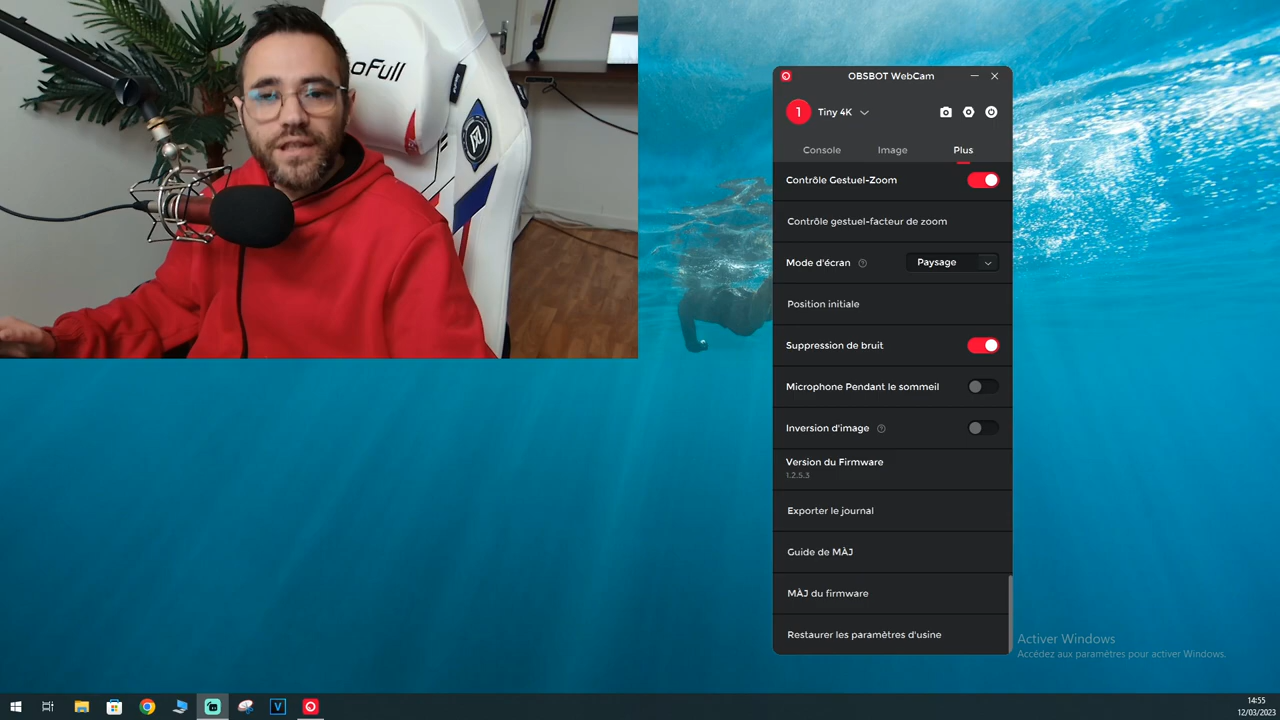 oFull
OBSBOT WebCam
1 Tiny 4K
Console Image Plus
Contrôle Gestuel-Zoom
Contrôle gestuel-facteur de zoom
Mode d'écran ? Paysage
Position initiale
Suppression de bruit
Microphone Pendant le sommeil
Inversion d'image ?
Version du Firmware
1.2.5.3
Exporter le journal
Guide de MÀJ
MÀJ du firmware
Restaurer les paramètres d'usine
Activer Windows
Accédez aux paramètres pour activer Windows.
V
14:55
12/03/2023